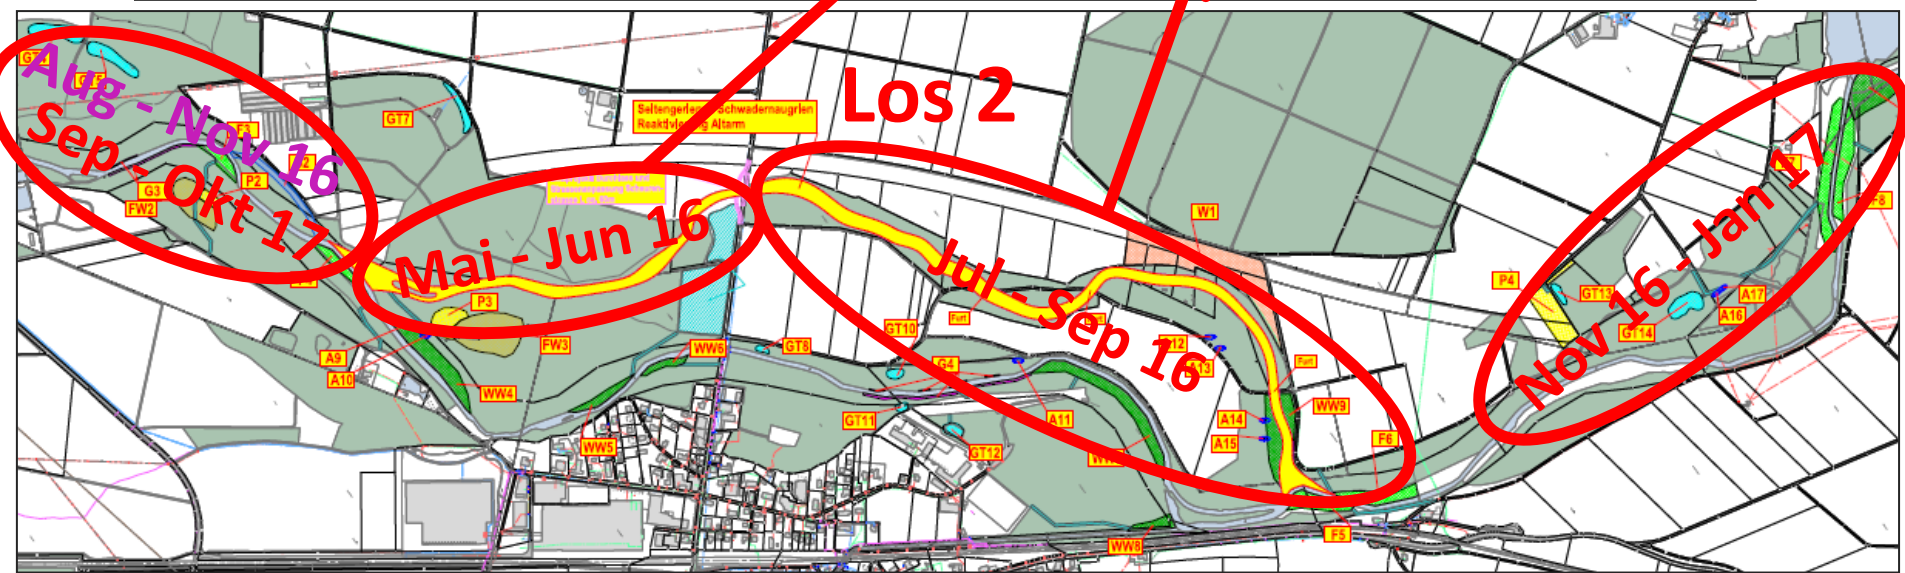 Los 2
Aug - Nov 16
Sep - Okt 17
Mai - Jun 16
Jul - Sep 16
Nov 16 - Jan 17
Reaktivierung Altarm
GT7
G3
P2
FW2
P3
FW3
A9
A10
WW4
WW5
WW6
GT8
GT10
G4
GT11
GT12
A11
WW8
W1
Furt
Furt
A14
A15
WW9
F6
F5
P4
GT13
GT14
A16
A17
F8